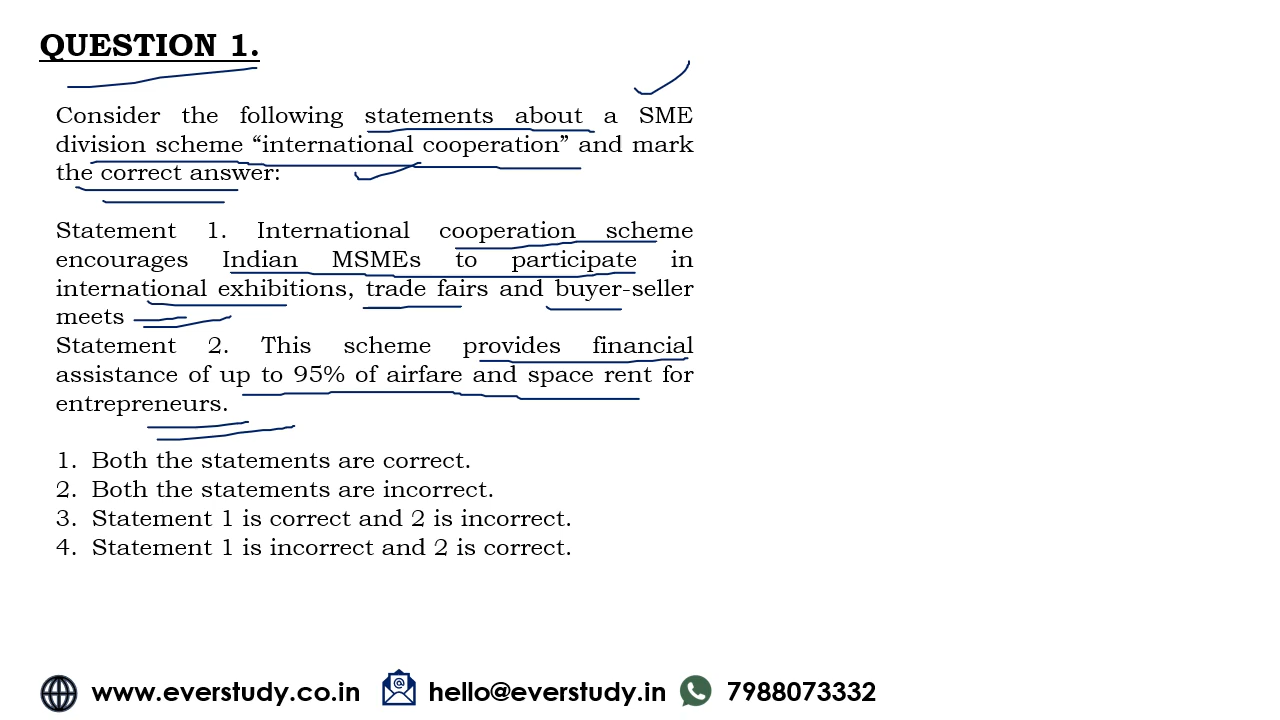 QUESTION 1.
Consider the following statements about a SME
division scheme “international cooperation” and mark
the correct answer:
Statement 1. International cooperation scheme
encourages Indian MSMEs to participate in
international exhibitions, trade fairs and buyer-seller
meets
Statement 2. This scheme provides financial
assistance of up to 95% of airfare and space rent for
entrepreneurs.
1. Both the statements are correct.
2. Both the statements are incorrect.
3. Statement 1 is correct and 2 is incorrect.
4. Statement 1 is incorrect and 2 is correct.
www.everstudy.co.in hello@everstudy.in 7988073332